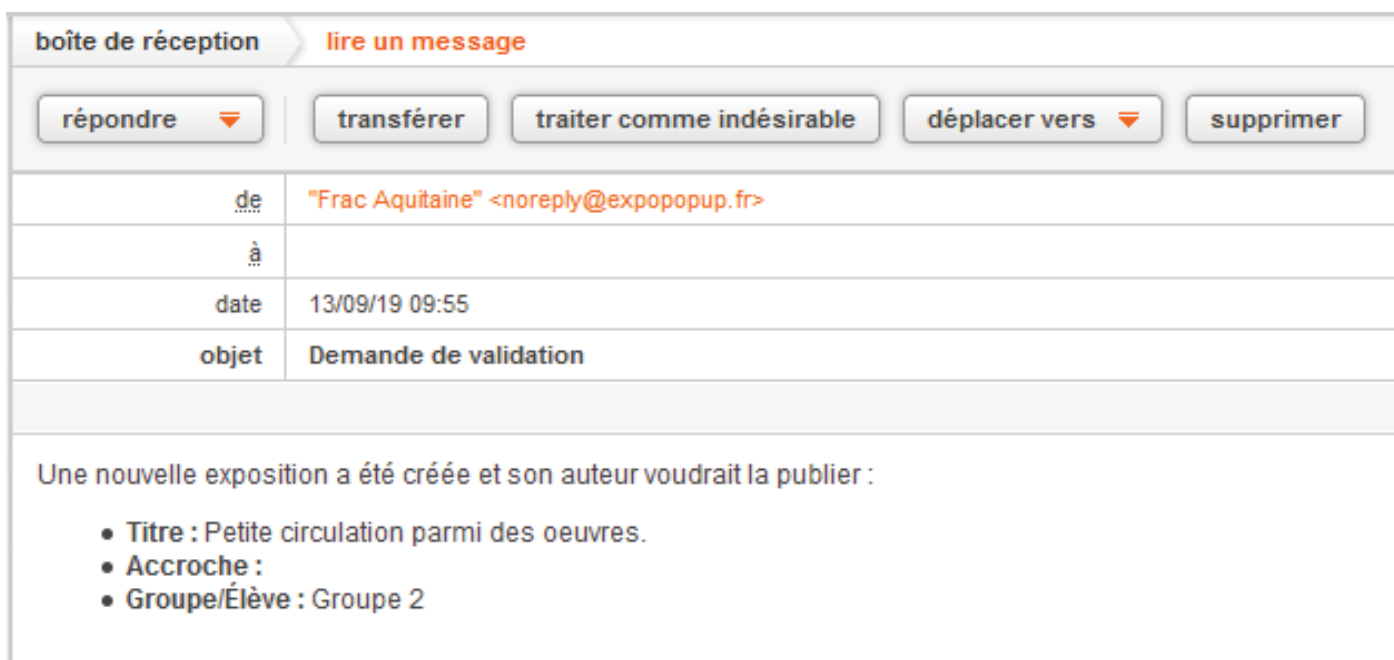 boîte de réception lire un message
répondre transférer traiter comme indésirable déplacer vers supprimer
de "Frac Aquitaine" <noreply@expopopup.fr>
à
date 13/09/19 09:55
objet Demande de validation
Une nouvelle exposition a été créée et son auteur voudrait la publier :
• Titre : Petite circulation parmi des oeuvres.
• Accroche :
• Groupe/Élève : Groupe 2